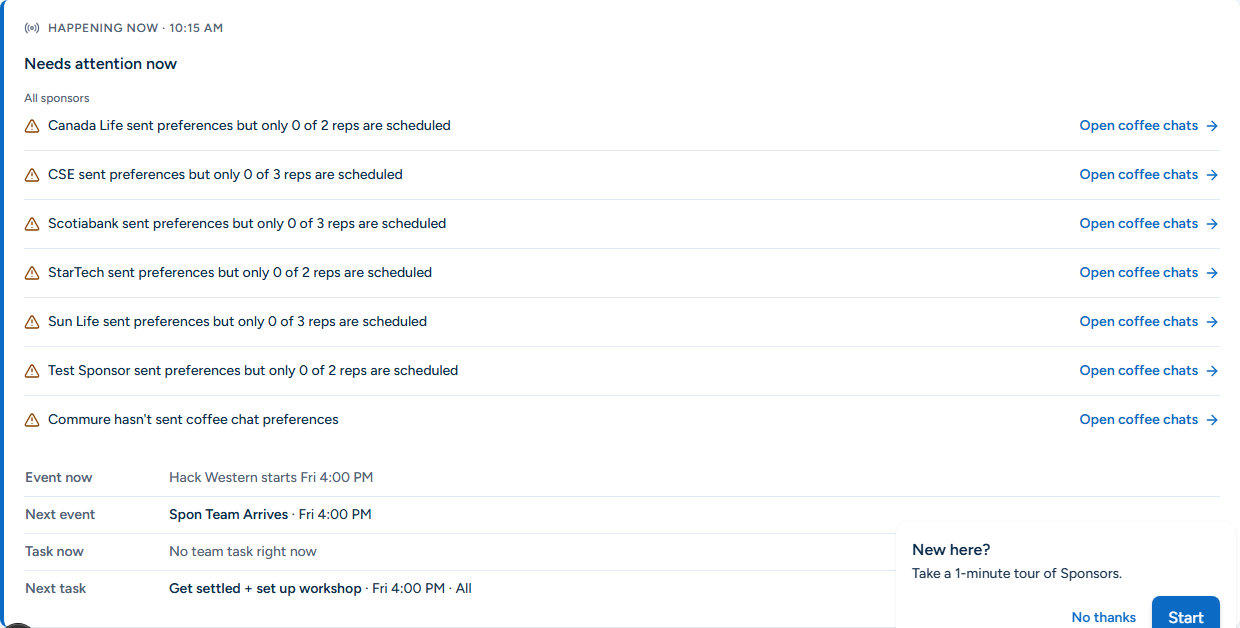 HAPPENING NOW · 10:15 AM
Needs attention now
All sponsors
Canada Life sent preferences but only 0 of 2 reps are scheduled Open coffee chats →
CSE sent preferences but only 0 of 3 reps are scheduled Open coffee chats →
Scotiabank sent preferences but only 0 of 3 reps are scheduled Open coffee chats →
StarTech sent preferences but only 0 of 2 reps are scheduled Open coffee chats →
Sun Life sent preferences but only 0 of 3 reps are scheduled Open coffee chats →
Test Sponsor sent preferences but only 0 of 2 reps are scheduled Open coffee chats →
Commure hasn't sent coffee chat preferences Open coffee chats →
Event now Hack Western starts Fri 4:00 PM
Next event Spon Team Arrives · Fri 4:00 PM
Task now No team task right now
Next task Get settled + set up workshop · Fri 4:00 PM · All
New here?
Take a 1-minute tour of Sponsors.
No thanks Start